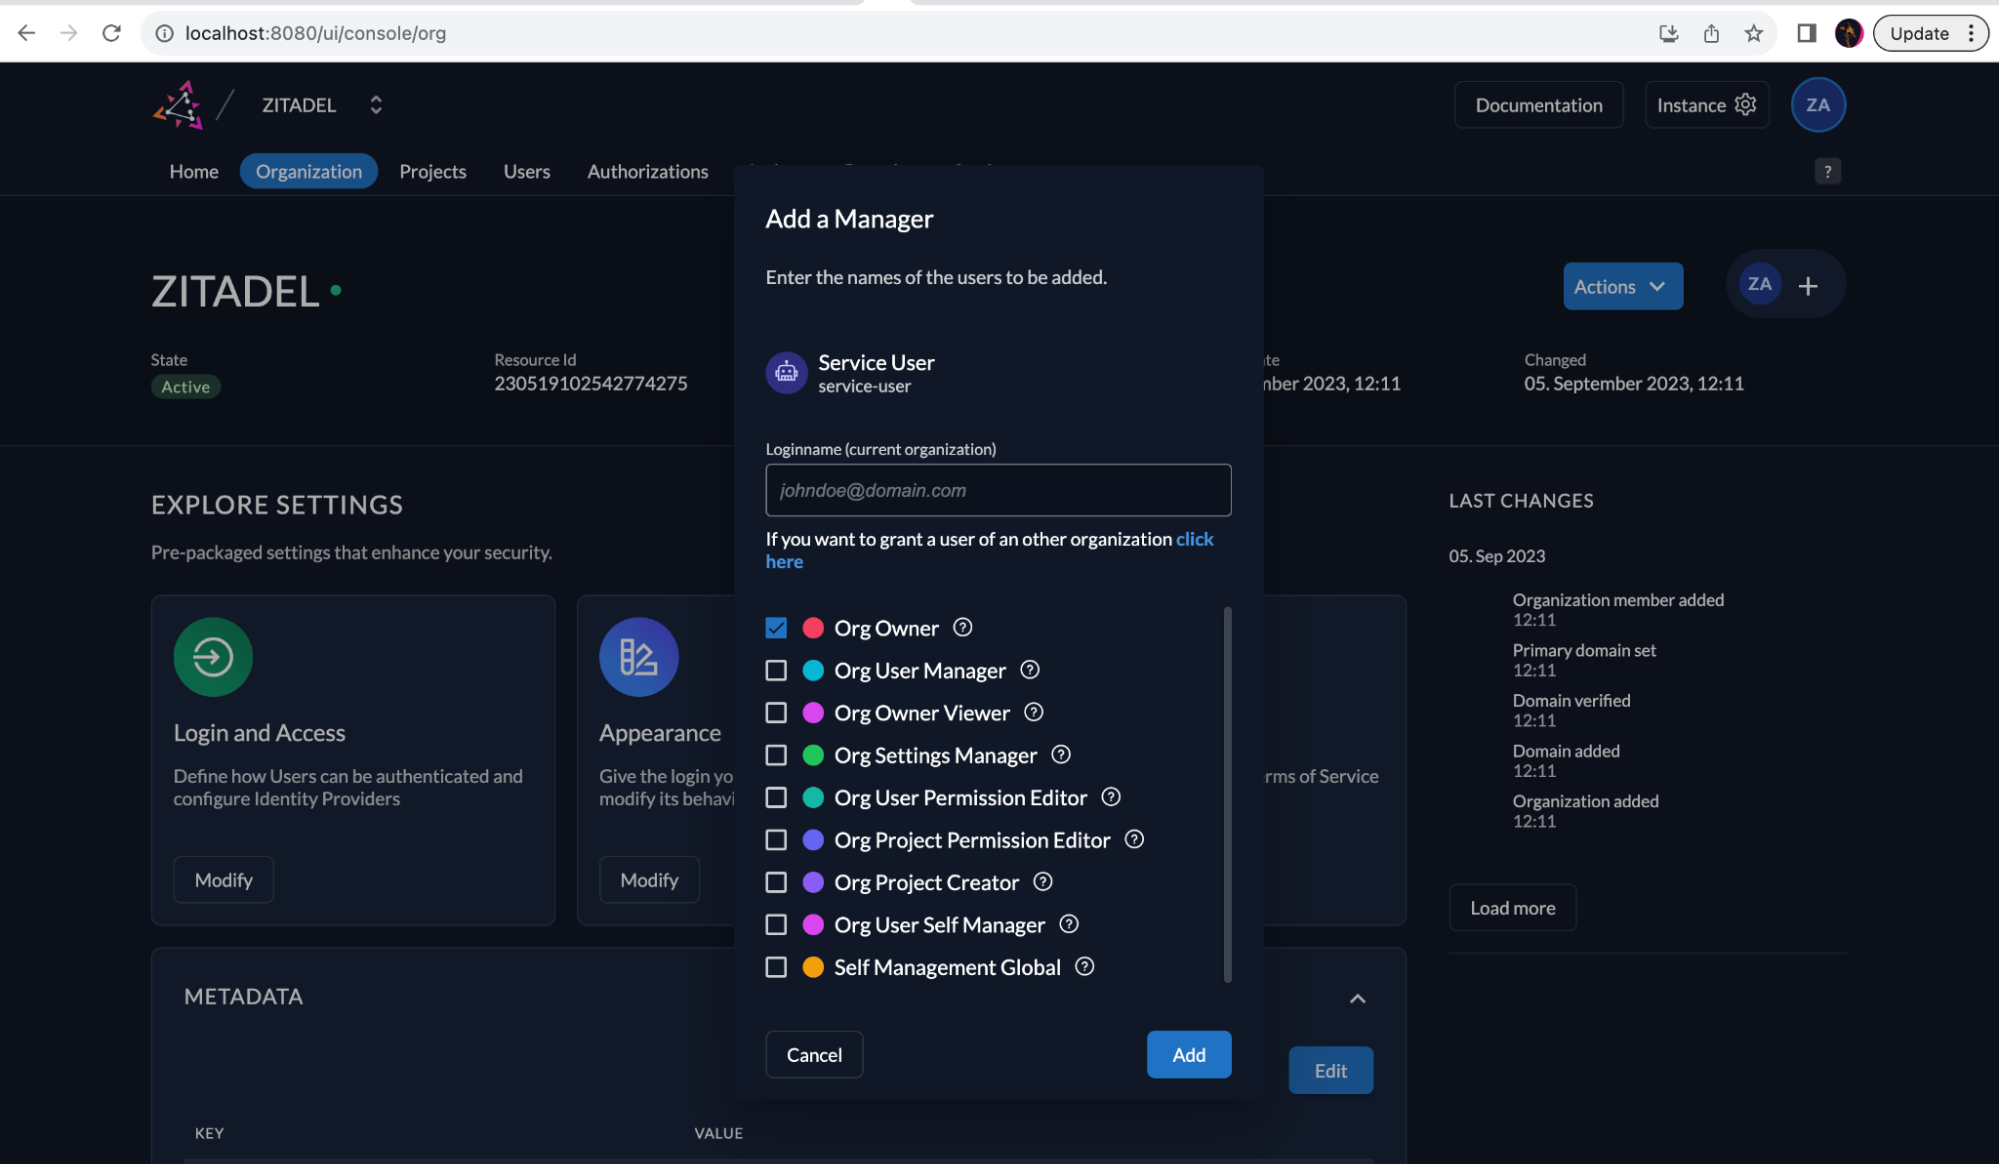 localhost:8080/ui/console/org
Update
ZITADEL
Documentation
Instance
ZA
Home
Organization
Projects
Users
Authorizations
?
Add a Manager
Enter the names of the users to be added.
ZITADEL
Actions
ZA
State
Active
Resource Id
230519102542774275
Service User
service-user
mber 2023, 12:11
Changed
05. September 2023, 12:11
Loginname (current organization)
johndoe@domain.com
If you want to grant a user of an other organization click
here
EXPLORE SETTINGS
Pre-packaged settings that enhance your security.
Login and Access
Define how Users can be authenticated and
configure Identity Providers
Modify
Appearance
Give the login yo
modify its behavi
Modify
rms of Service
Org Owner
Org User Manager
Org Owner Viewer
Org Settings Manager
Org User Permission Editor
Org Project Permission Editor
Org Project Creator
Org User Self Manager
Self Management Global
Cancel
Add
LAST CHANGES
05. Sep 2023
Organization member added
12:11
Primary domain set
12:11
Domain verified
12:11
Domain added
12:11
Organization added
12:11
Load more
METADATA
Edit
KEY
VALUE